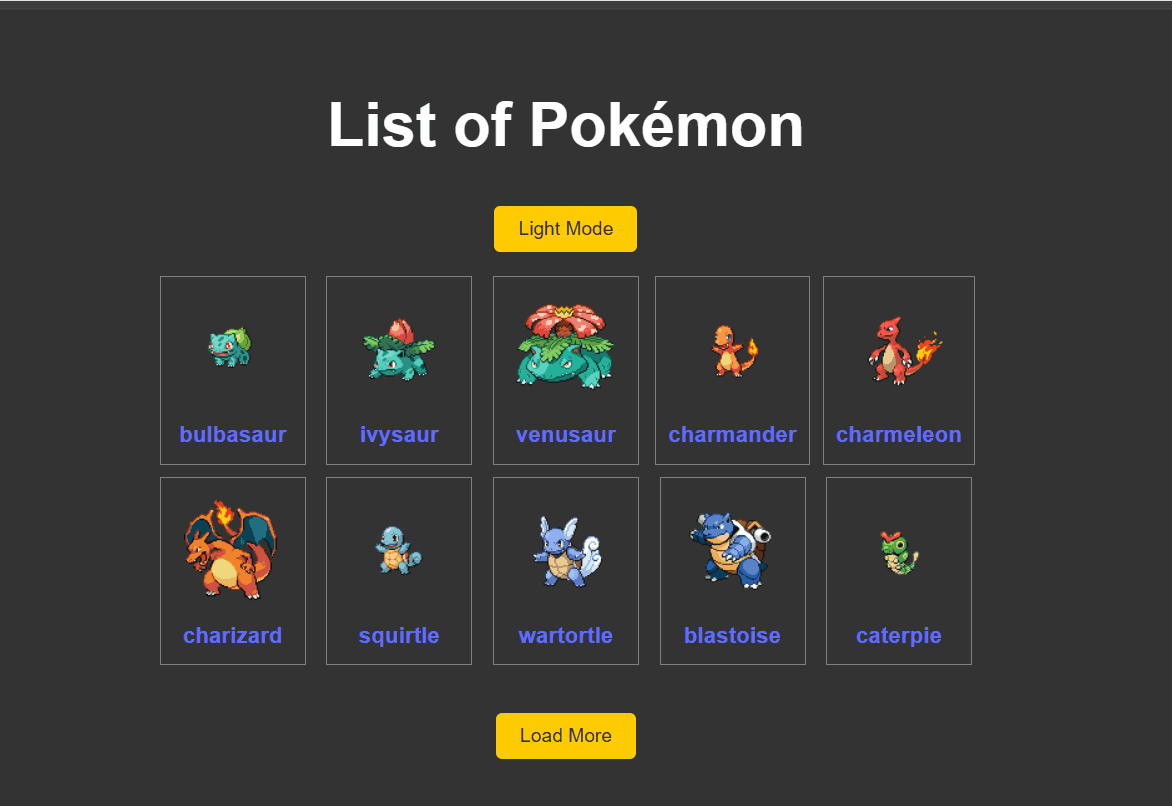 List of Pokémon
Light Mode
bulbasaur
ivysaur
venusaur
charmander
charmeleon
charizard
squirtle
wartortle
blastoise
caterpie
Load More